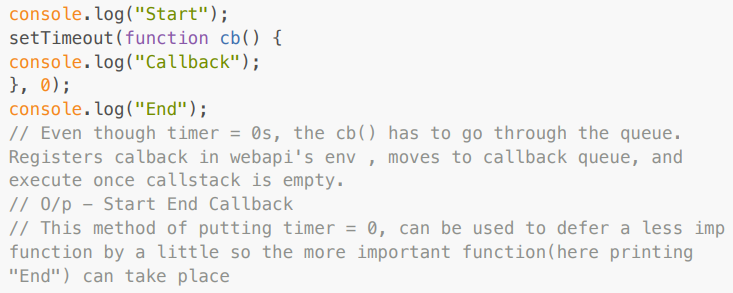 console.log("Start");
setTimeout(function cb() {
console.log("Callback");
}, 0);
console.log("End");
// Even though timer = 0s, the cb() has to go through the queue.
Registers calback in webapi's env , moves to callback queue, and
execute once callstack is empty.
// O/p – Start End Callback
// This method of putting timer = 0, can be used to defer a less imp
function by a little so the more important function(here printing
"End") can take place